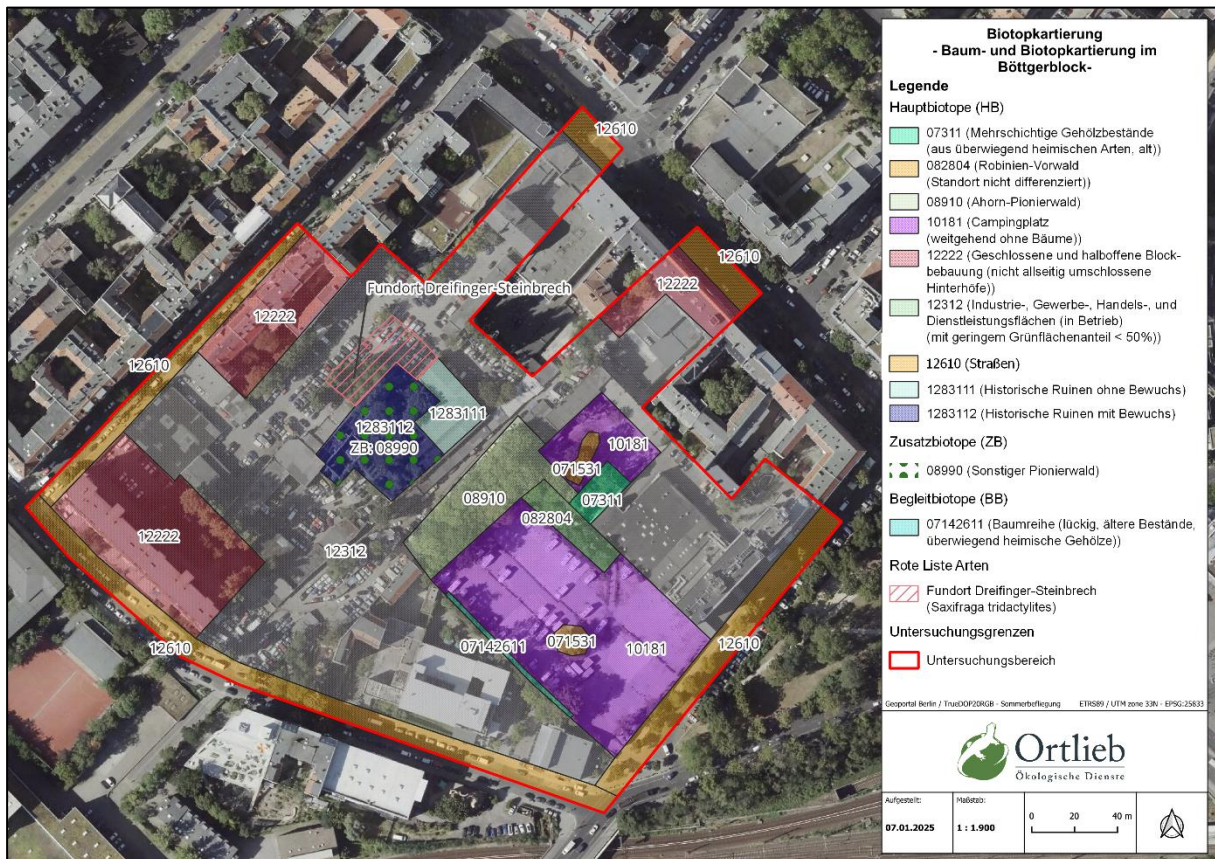 12610
12610
Fundort Dreifinger-Steinbrech
12222
12222
12610
1283111
1283112
ZB: 08990
10181
071531
07311
08910
082804
12222
12312
071531
10181
12610
07142611
12610
Biotopkartierung
- Baum- und Biotopkartierung im
Böttgerblock-
Legende
Hauptbiotope (HB)
07311 (Mehrschichtige Gehölzbestände
(aus überwiegend heimischen Arten, alt))
082804 (Robinien-Vorwald
(Standort nicht differenziert))
08910 (Ahorn-Pionierwald)
10181 (Campingplatz
(weitgehend ohne Bäume))
12222 (Geschlossene und halboffene Block-
bebauung (nicht allseitig umschlossene
Hinterhöfe))
12312 (Industrie-, Gewerbe-, Handels-, und
Dienstleistungsflächen (in Betrieb)
(mit geringem Grünflächenanteil < 50%))
12610 (Straßen)
1283111 (Historische Ruinen ohne Bewuchs)
1283112 (Historische Ruinen mit Bewuchs)
Zusatzbiotope (ZB)
08990 (Sonstiger Pionierwald)
Begleitbiotope (BB)
07142611 (Baumreihe (lückig, ältere Bestände,
überwiegend heimische Gehölze))
Rote Liste Arten
Fundort Dreifinger-Steinbrech
(Saxifraga tridactylites)
Untersuchungsgrenzen
Untersuchungsbereich
Geoportal Berlin / TrueDOP20RGB - Sommerbefliegung ETRS89 / UTM zone 33N - EPSG:25833
Ortlieb
Ökologische Dienste
Aufgestellt:
07.01.2025
Maßstab:
1 : 1.900
0 20 40 m